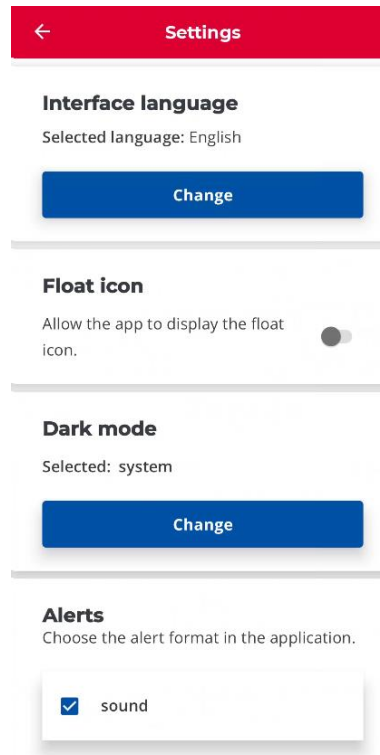 Settings
Interface language
Selected language: English
Change
Float icon
Allow the app to display the float
icon.
Dark mode
Selected: system
Change
Alerts
Choose the alert format in the application.
sound